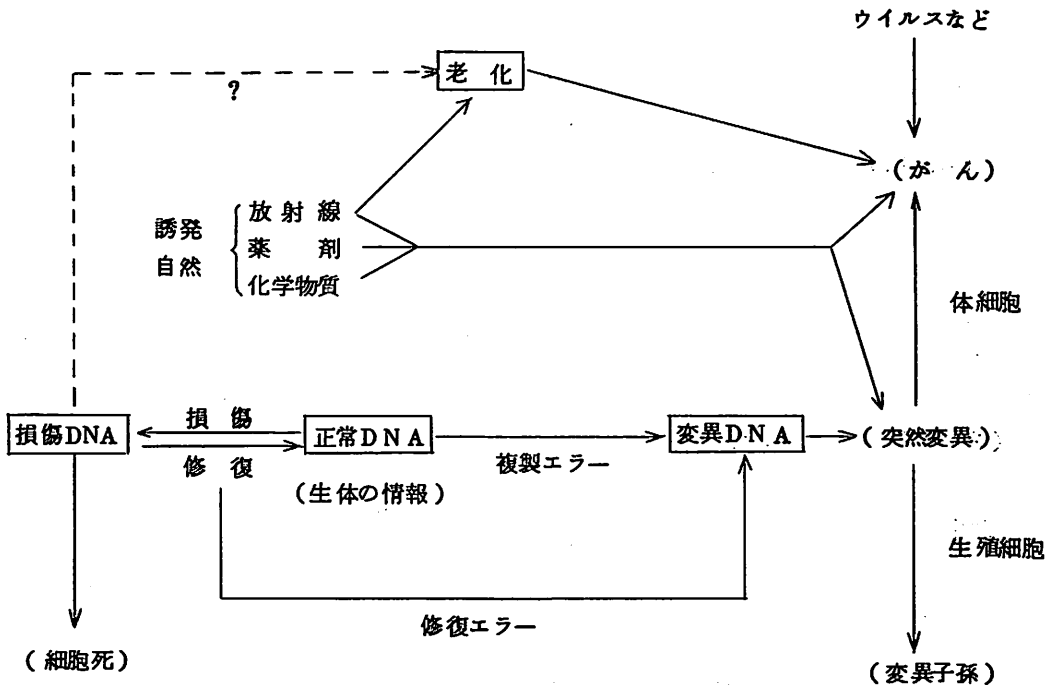 ウイルスなど
老化
?
(がん)
誘発
自然
放射線
薬剤
化学物質
体細胞
損傷DNA
損傷
修復
正常DNA
(生体の情報)
複製エラー
変異DNA
(突然変異)
生殖細胞
修復エラー
(細胞死)
(変異子孫)